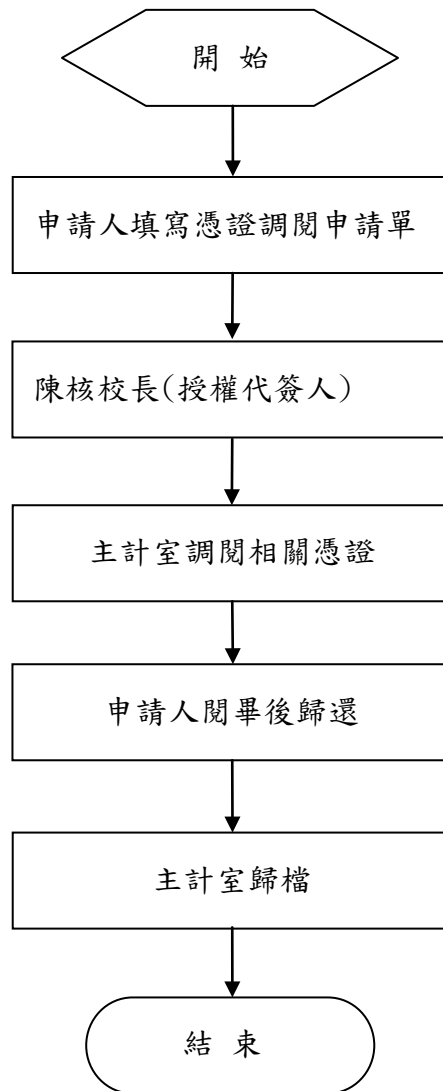 開 始
申請人填寫憑證調閱申請單
陳核校長(授權代簽人)
主計室調閱相關憑證
申請人閱畢後歸還
主計室歸檔
結 束